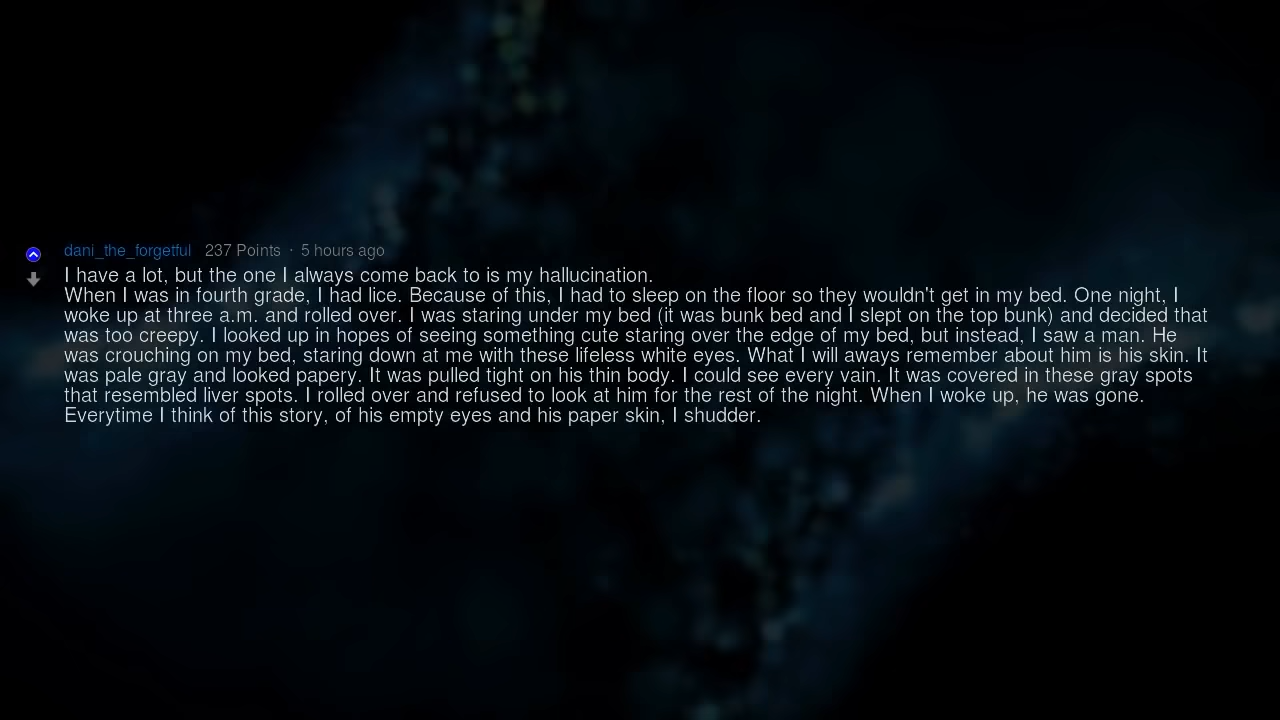 dani_the_forgetful 237 Points · 5 hours ago
I have a lot, but the one I always come back to is my hallucination.
When I was in fourth grade, I had lice. Because of this, I had to sleep on the floor so they wouldn't get in my bed. One night, I
woke up at three a.m. and rolled over. I was staring under my bed (it was bunk bed and I slept on the top bunk) and decided that
was too creepy. I looked up in hopes of seeing something cute staring over the edge of my bed, but instead, I saw a man. He
was crouching on my bed, staring down at me with these lifeless white eyes. What I will aways remember about him is his skin. It
was pale gray and looked papery. It was pulled tight on his thin body. I could see every vain. It was covered in these gray spots
that resembled liver spots. I rolled over and refused to look at him for the rest of the night. When I woke up, he was gone.
Everytime I think of this story, of his empty eyes and his paper skin, I shudder.